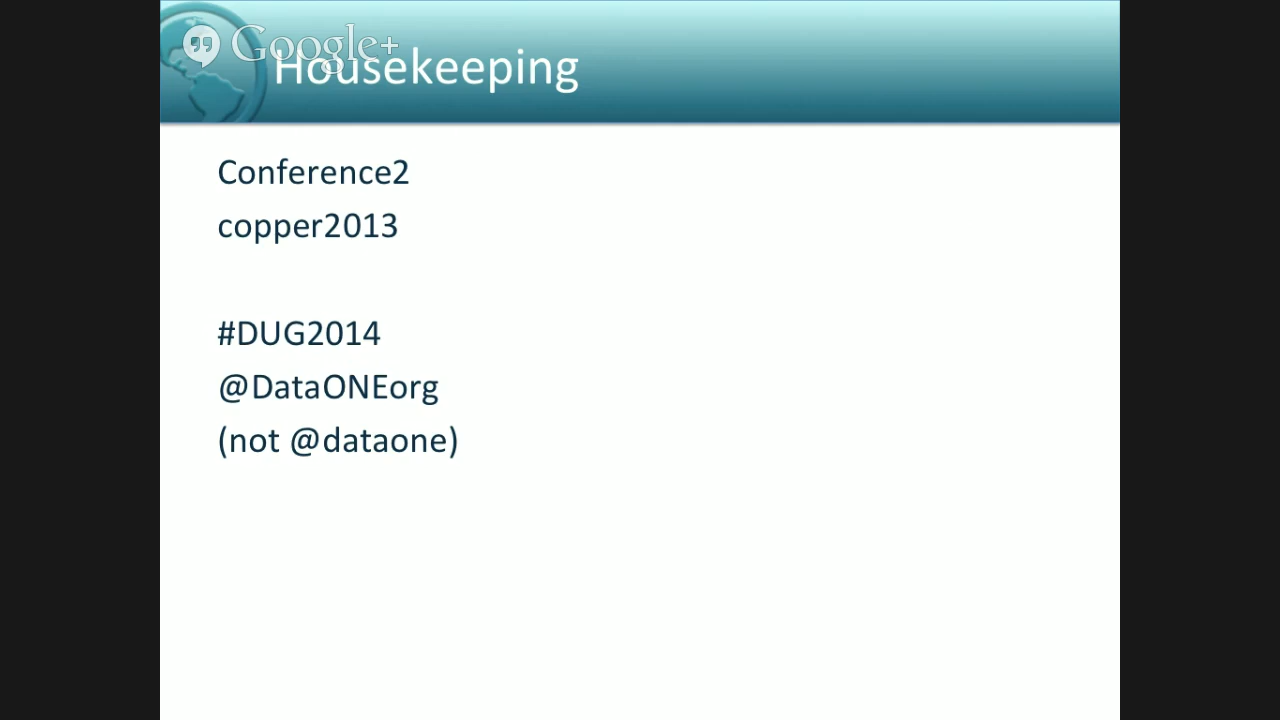 Google+
Housekeeping
Conference2
copper2013
#DUG2014
@DataONEorg
(not @dataone)